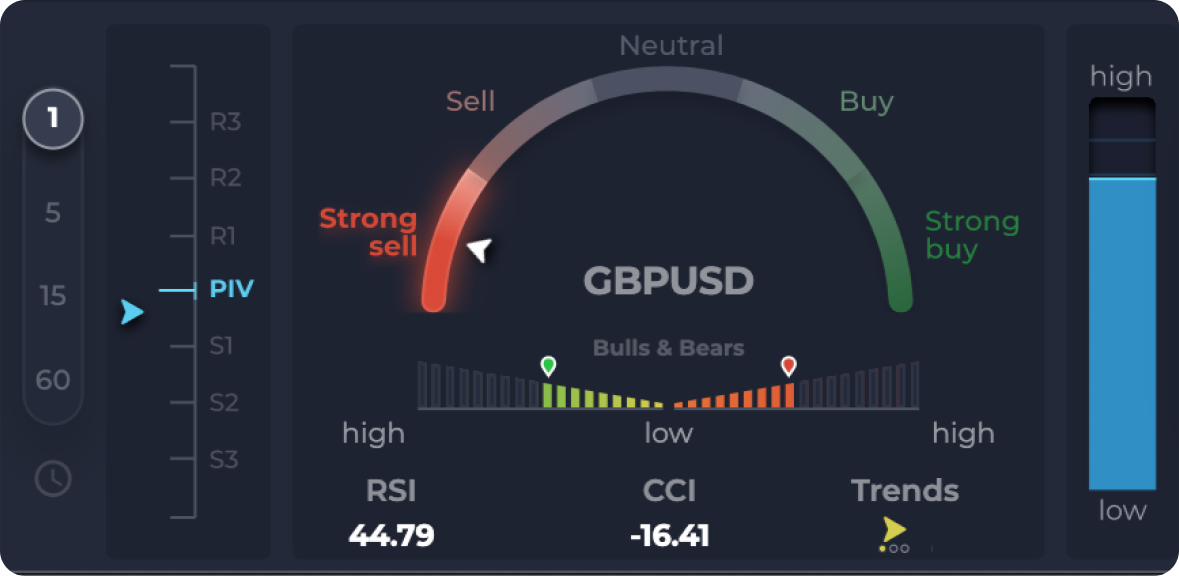 1
5
15
60
R3
R2
R1
PIV
S1
S2
S3
Neutral
Sell
Buy
Strong
sell
Strong
buy
GBPUSD
Bulls & Bears
high
low
high
RSI
CCI
Trends
44.79
-16.41
high
low